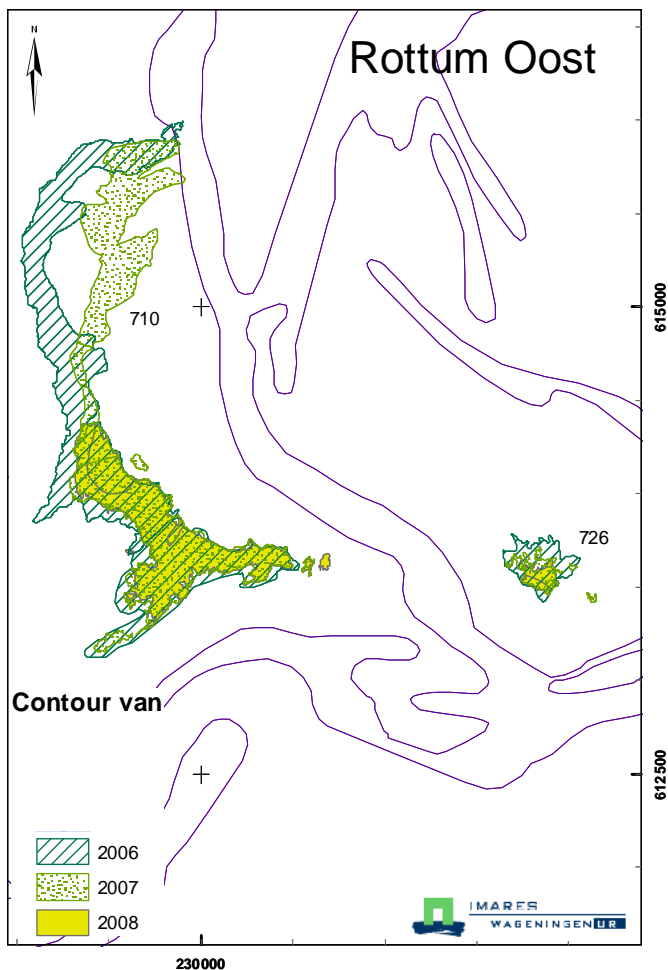 N
Rottum Oost
710
615000
726
Contour van
612500
2006
2007
2008
IMARES
WAGENINGEN UR
230000